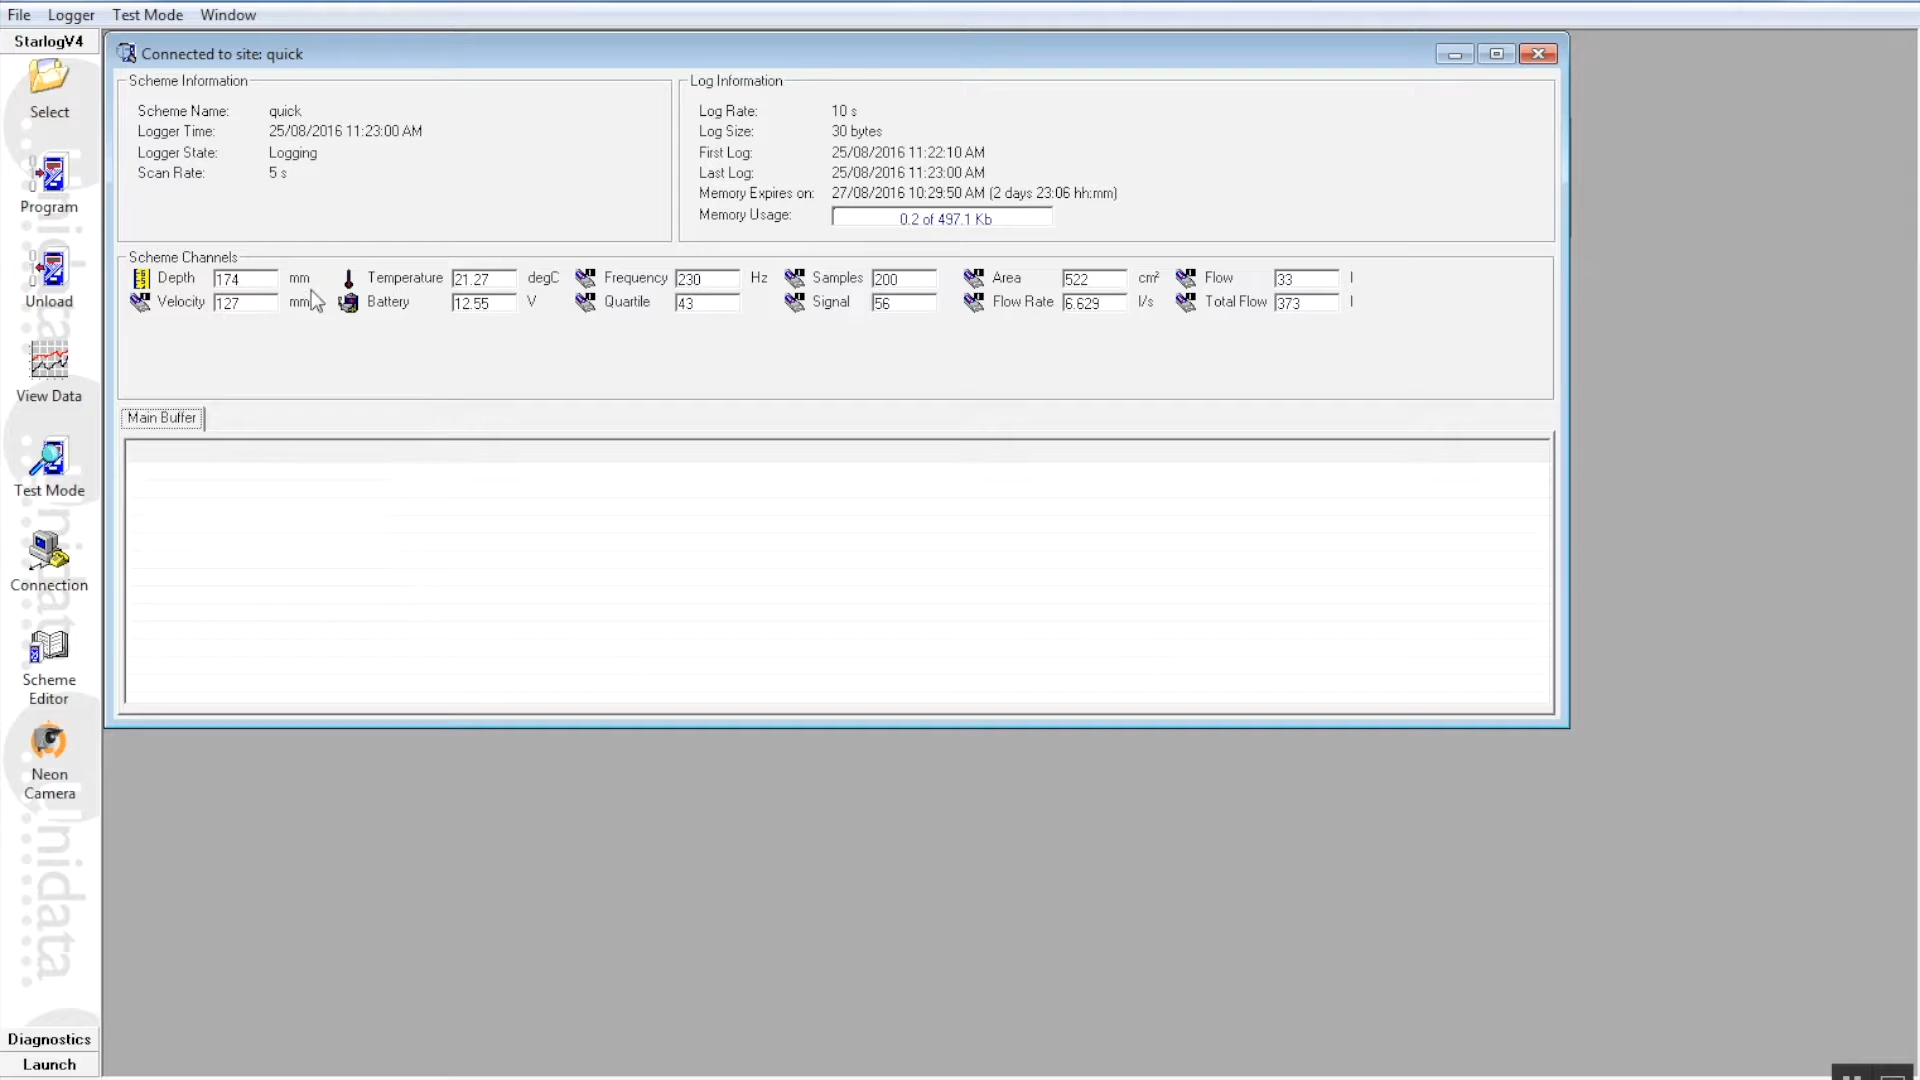 File Logger Test Mode Window
StarlogV4
Select
Program
Unload
View Data
Test Mode
Connection
Scheme
Editor
Neon
Camera
Unidata
Unidata
Unidata
Diagnostics
Launch
Connected to site: quick
Scheme Information
Scheme Name: quick
Logger Time: 25/08/2016 11:23:00 AM
Logger State: Logging
Scan Rate: 5 s
Log Information
Log Rate: 10 s
Log Size: 30 bytes
First Log: 25/08/2016 11:22:10 AM
Last Log: 25/08/2016 11:23:00 AM
Memory Expires on: 27/08/2016 10:29:50 AM (2 days 23:06 hh:mm)
Memory Usage: 0.2 of 497.1 Kb
Scheme Channels
Depth 174 mm Temperature 21.27 degC Frequency 230 Hz Samples 200 Area 522 cm² Flow 33 l
Velocity 127 Battery 12.55 V Quartile 43 Signal 56 Flow Rate 6.629 l/s Total Flow 373 l
Main Buffer